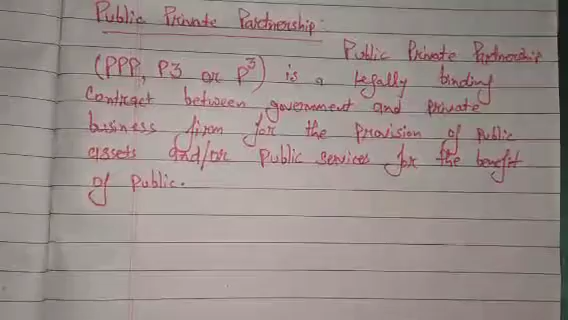 Public Private Partnership:
Public Private Partnership
(PPP, P3 or P³) is a legally binding
Contract between government and private
business firm for the provision of public
assets and/or public services for the benefit
of public.